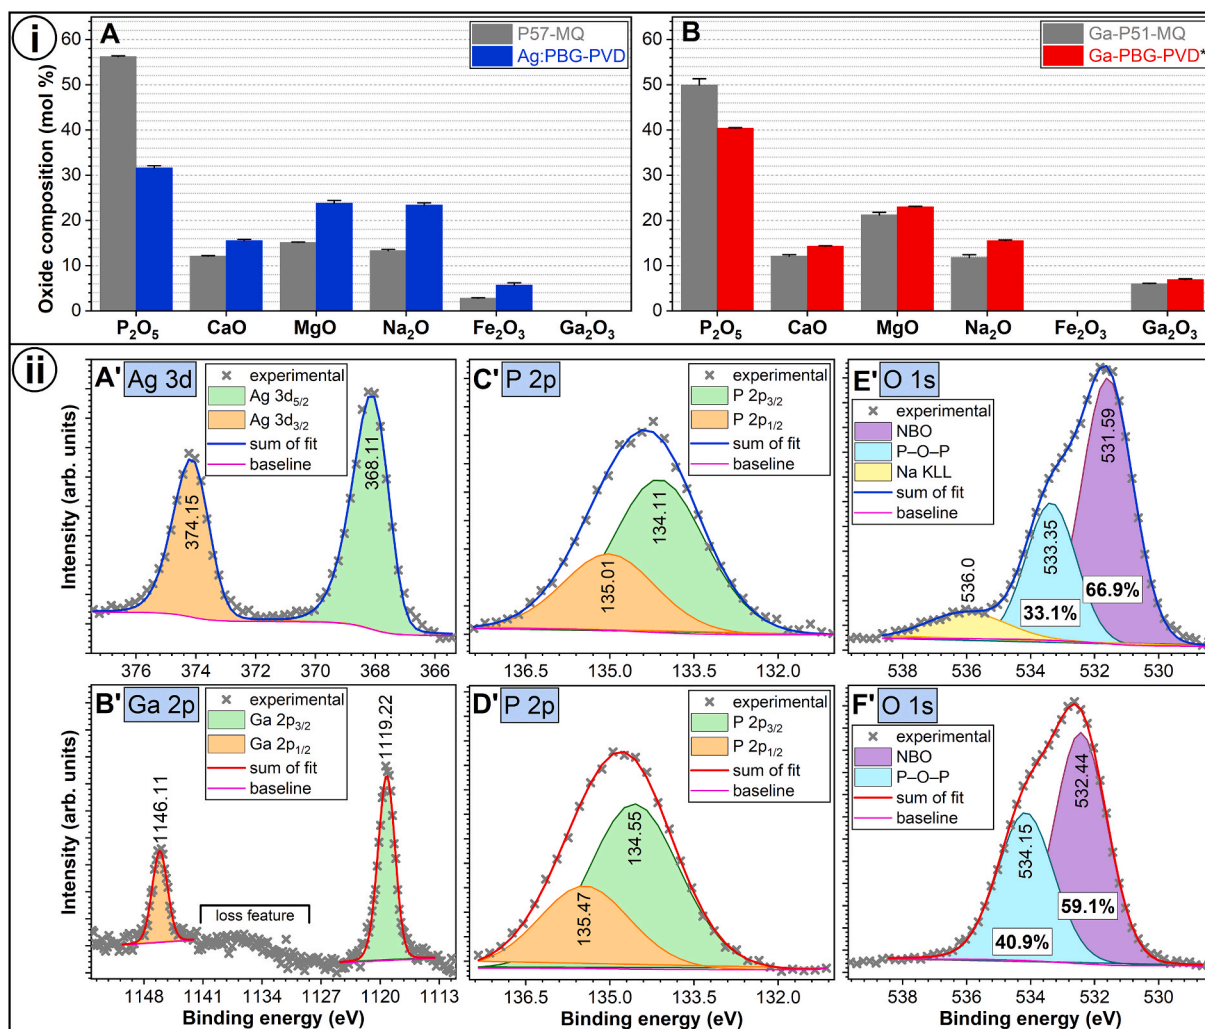 i
A
P57-MQ
Ag:PBG-PVD
Oxide composition (mol %)
60
50
40
30
20
10
0
P₂O₅ CaO MgO Na₂O Fe₂O₃ Ga₂O₃
B
Ga-P51-MQ
Ga-PBG-PVD*
60
50
40
30
20
10
0
P₂O₅ CaO MgO Na₂O Fe₂O₃ Ga₂O₃
ii
A' Ag 3d
experimental
Ag 3d₅/₂
Ag 3d₃/₂
sum of fit
baseline
374.15
368.11
Intensity (arb. units)
376 374 372 370 368 366
C' P 2p
experimental
P 2p₃/₂
P 2p₁/₂
sum of fit
baseline
134.11
135.01
136.5 135.0 133.5 132.0
E' O 1s
experimental
NBO
P–O–P
Na KLL
sum of fit
baseline
531.59
533.35
536.0
66.9%
33.1%
538 536 534 532 530
B' Ga 2p
experimental
Ga 2p₃/₂
Ga 2p₁/₂
sum of fit
baseline
1119.22
1146.11
loss feature
Intensity (arb. units)
1148 1141 1134 1127 1120 1113
Binding energy (eV)
D' P 2p
experimental
P 2p₃/₂
P 2p₁/₂
sum of fit
baseline
134.55
135.47
136.5 135.0 133.5 132.0
Binding energy (eV)
F' O 1s
experimental
NBO
P–O–P
sum of fit
baseline
532.44
534.15
59.1%
40.9%
538 536 534 532 530
Binding energy (eV)